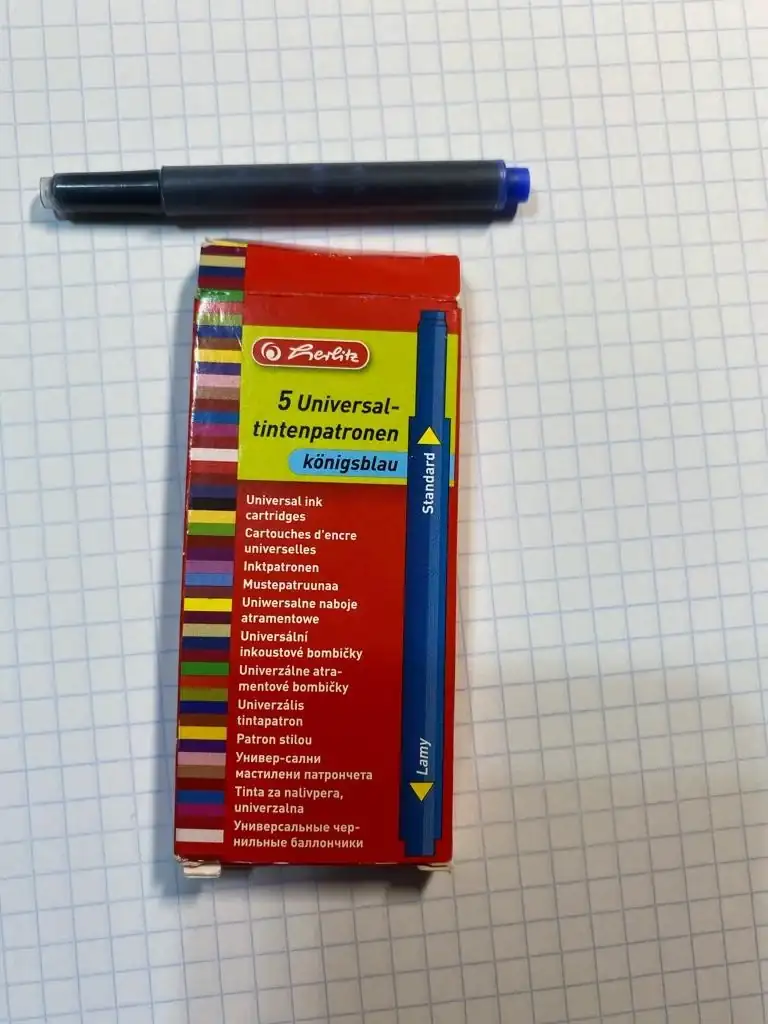 Herlitz
5 Universal-
tintenpatronen
königsblau
Standard
Universal ink
cartridges
Cartouches d'encre
universelles
Inktpatronen
Mustepatruunaa
Uniwersalne naboje
atramentowe
Univerzální
inkoustové bombičky
Univerzálne atra-
mentové bombičky
Univerzális
tintapatron
Patron stilou
Универ-сални
мастилени патрончета
Tinta za nalivpera,
univerzalna
Универсальные чер-
нильные баллончики
Lamy